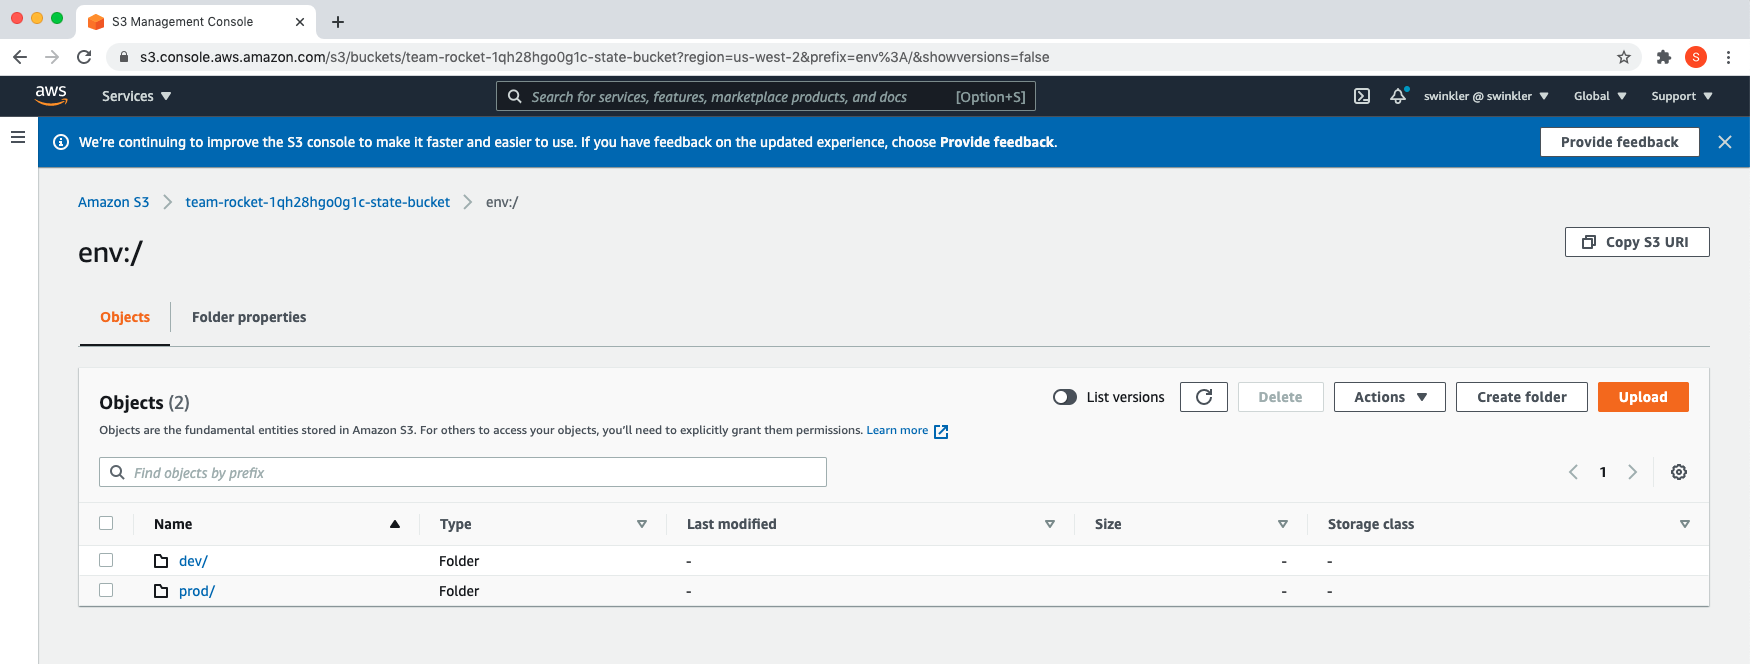 S3 Management Console
s3.console.aws.amazon.com/s3/buckets/team-rocket-1qh28hgo0g1c-state-bucket?region=us-west-2&prefix=env%3A/&showversions=false
S
aws
Services
Search for services, features, marketplace products, and docs [Option+S]
swinkler @ swinkler
Global
Support
We're continuing to improve the S3 console to make it faster and easier to use. If you have feedback on the updated experience, choose Provide feedback.
Provide feedback
Amazon S3
team-rocket-1qh28hgo0g1c-state-bucket
env:/
env:/
Copy S3 URI
Objects
Folder properties
Objects (2)
List versions
Delete
Actions
Create folder
Upload
Objects are the fundamental entities stored in Amazon S3. For others to access your objects, you'll need to explicitly grant them permissions. Learn more
Find objects by prefix
1
Name Type Last modified Size Storage class
dev/ Folder - - -
prod/ Folder - - -